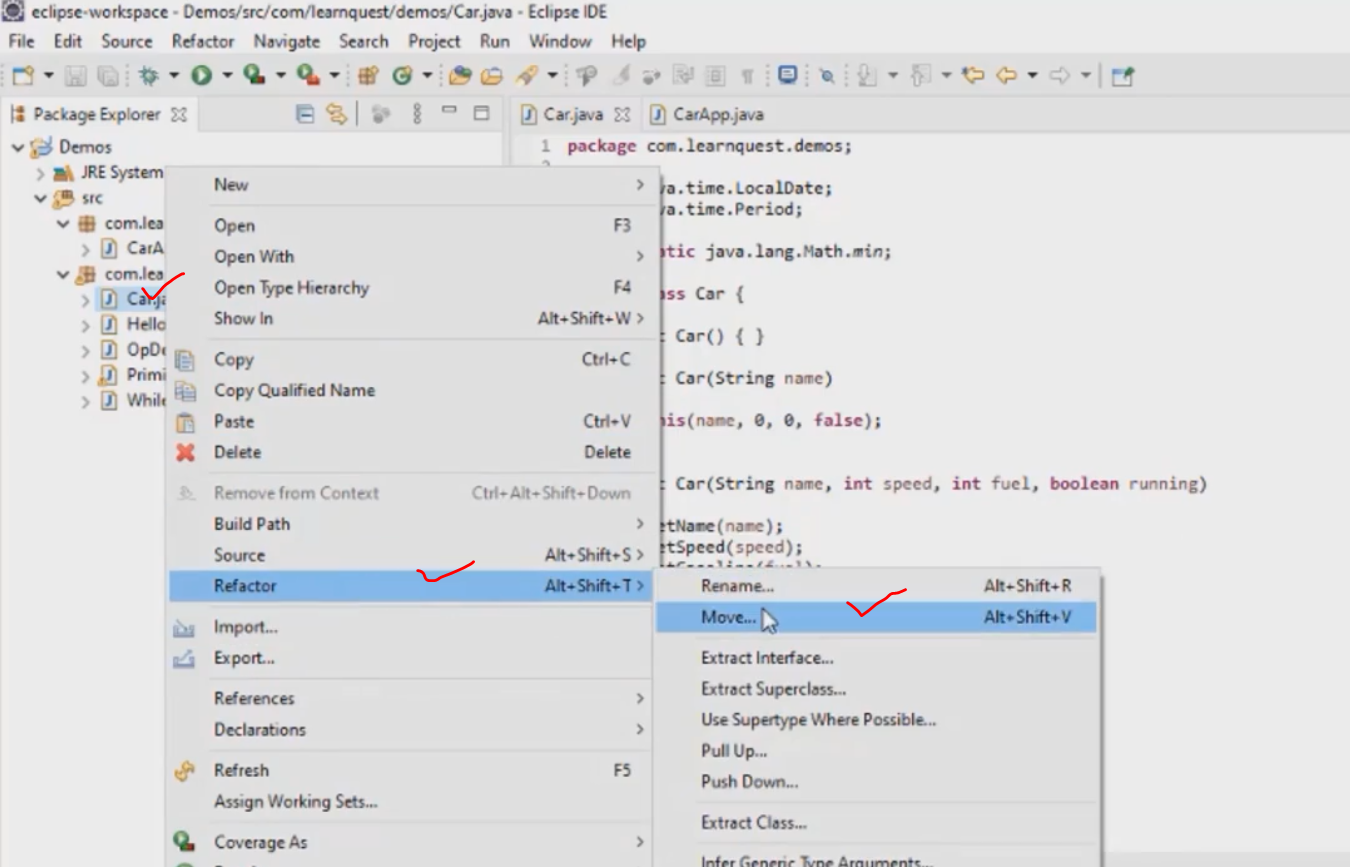 eclipse-workspace - Demos/src/com/learnquest/demos/Car.java - Eclipse IDE
File Edit Source Refactor Navigate Search Project Run Window Help
Package Explorer
Demos
JRE System
src
com.lea
CarA
com.lea
Car.ja
Hello
OpDe
Primi
While
New
Open F3
Open With
Open Type Hierarchy F4
Show In Alt+Shift+W
Copy Ctrl+C
Copy Qualified Name
Paste Ctrl+V
Delete Delete
Remove from Context Ctrl+Alt+Shift+Down
Build Path
Source Alt+Shift+S
Refactor Alt+Shift+T
Import...
Export...
References
Declarations
Refresh F5
Assign Working Sets...
Coverage As
Rename... Alt+Shift+R
Move... Alt+Shift+V
Extract Interface...
Extract Superclass...
Use Supertype Where Possible...
Pull Up...
Push Down...
Extract Class...
Infer Generic Type Arguments...
Car.java CarApp.java
1 package com.learnquest.demos;
va.time.LocalDate;
va.time.Period;
atic java.lang.Math.min;
ass Car {
Car() { }
Car(String name)
his(name, 0, 0, false);
Car(String name, int speed, int fuel, boolean running)
etName(name);
etSpeed(speed);